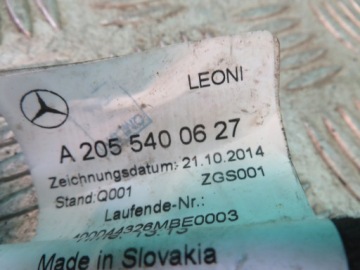 LEONI
A 205 540 06 27
Zeichnungsdatum: 21.10.2014
Stand:Q001 ZGS001
Laufende-Nr.:
Made in Slovakia